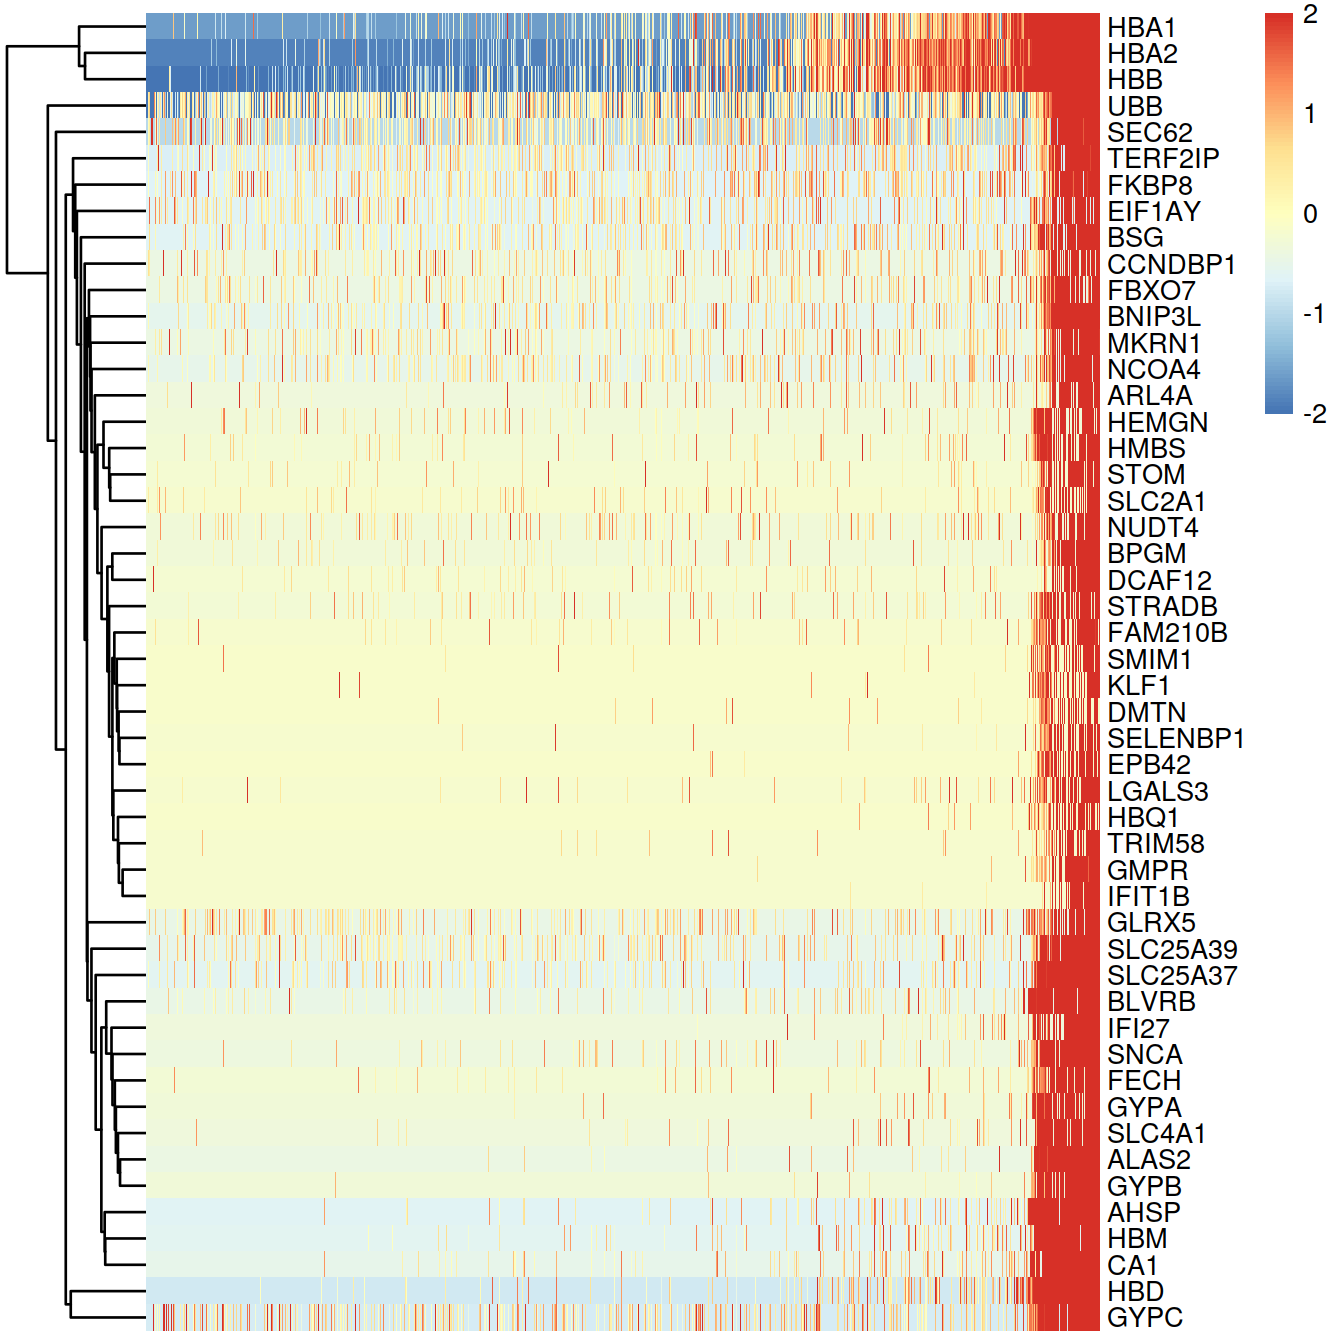 HBA1
HBA2
HBB
UBB
SEC62
TERF2IP
FKBP8
EIF1AY
BSG
CCNDBP1
FBXO7
BNIP3L
MKRN1
NCOA4
ARL4A
HEMGN
HMBS
STOM
SLC2A1
NUDT4
BPGM
DCAF12
STRADB
FAM210B
SMIM1
KLF1
DMTN
SELENBP1
EPB42
LGALS3
HBQ1
TRIM58
GMPR
IFIT1B
GLRX5
SLC25A39
SLC25A37
BLVRB
IFI27
SNCA
FECH
GYPA
SLC4A1
ALAS2
GYPB
AHSP
HBM
CA1
HBD
GYPC
2
1
0
-1
-2